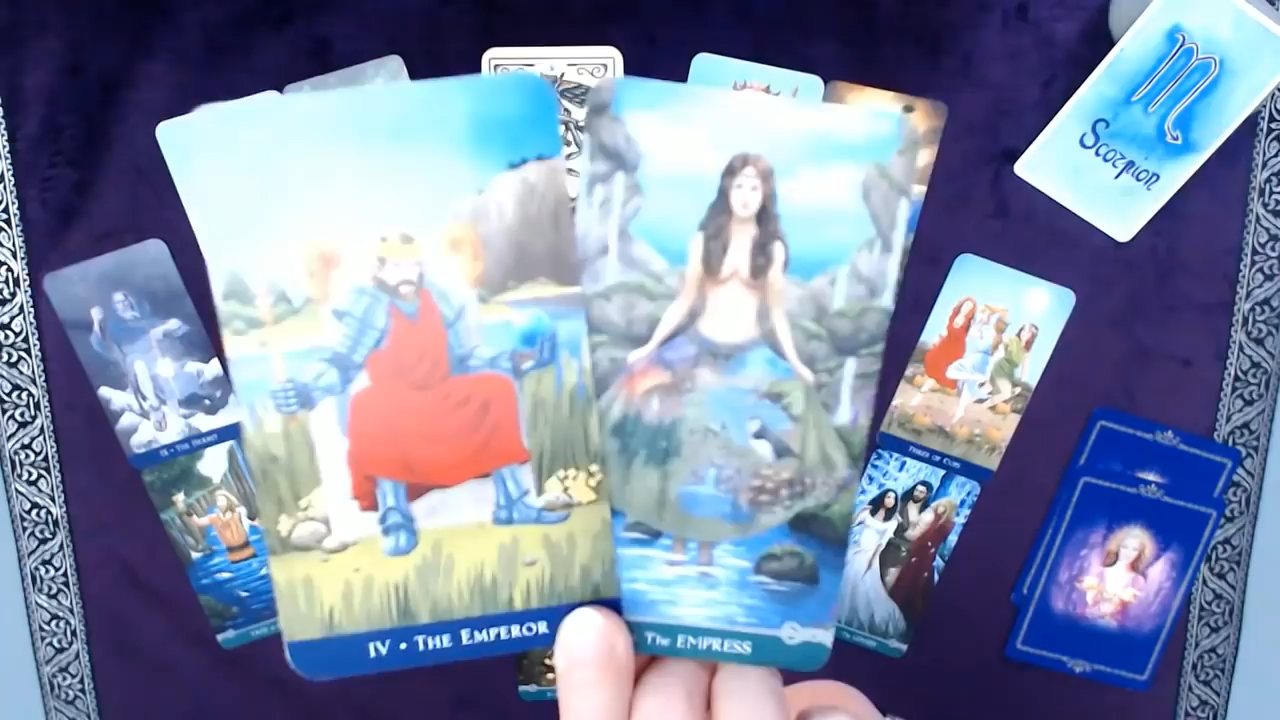 Scorpion
IX • THE HERMIT
THREE OF CUPS
IV • THE EMPEROR
The EMPRESS